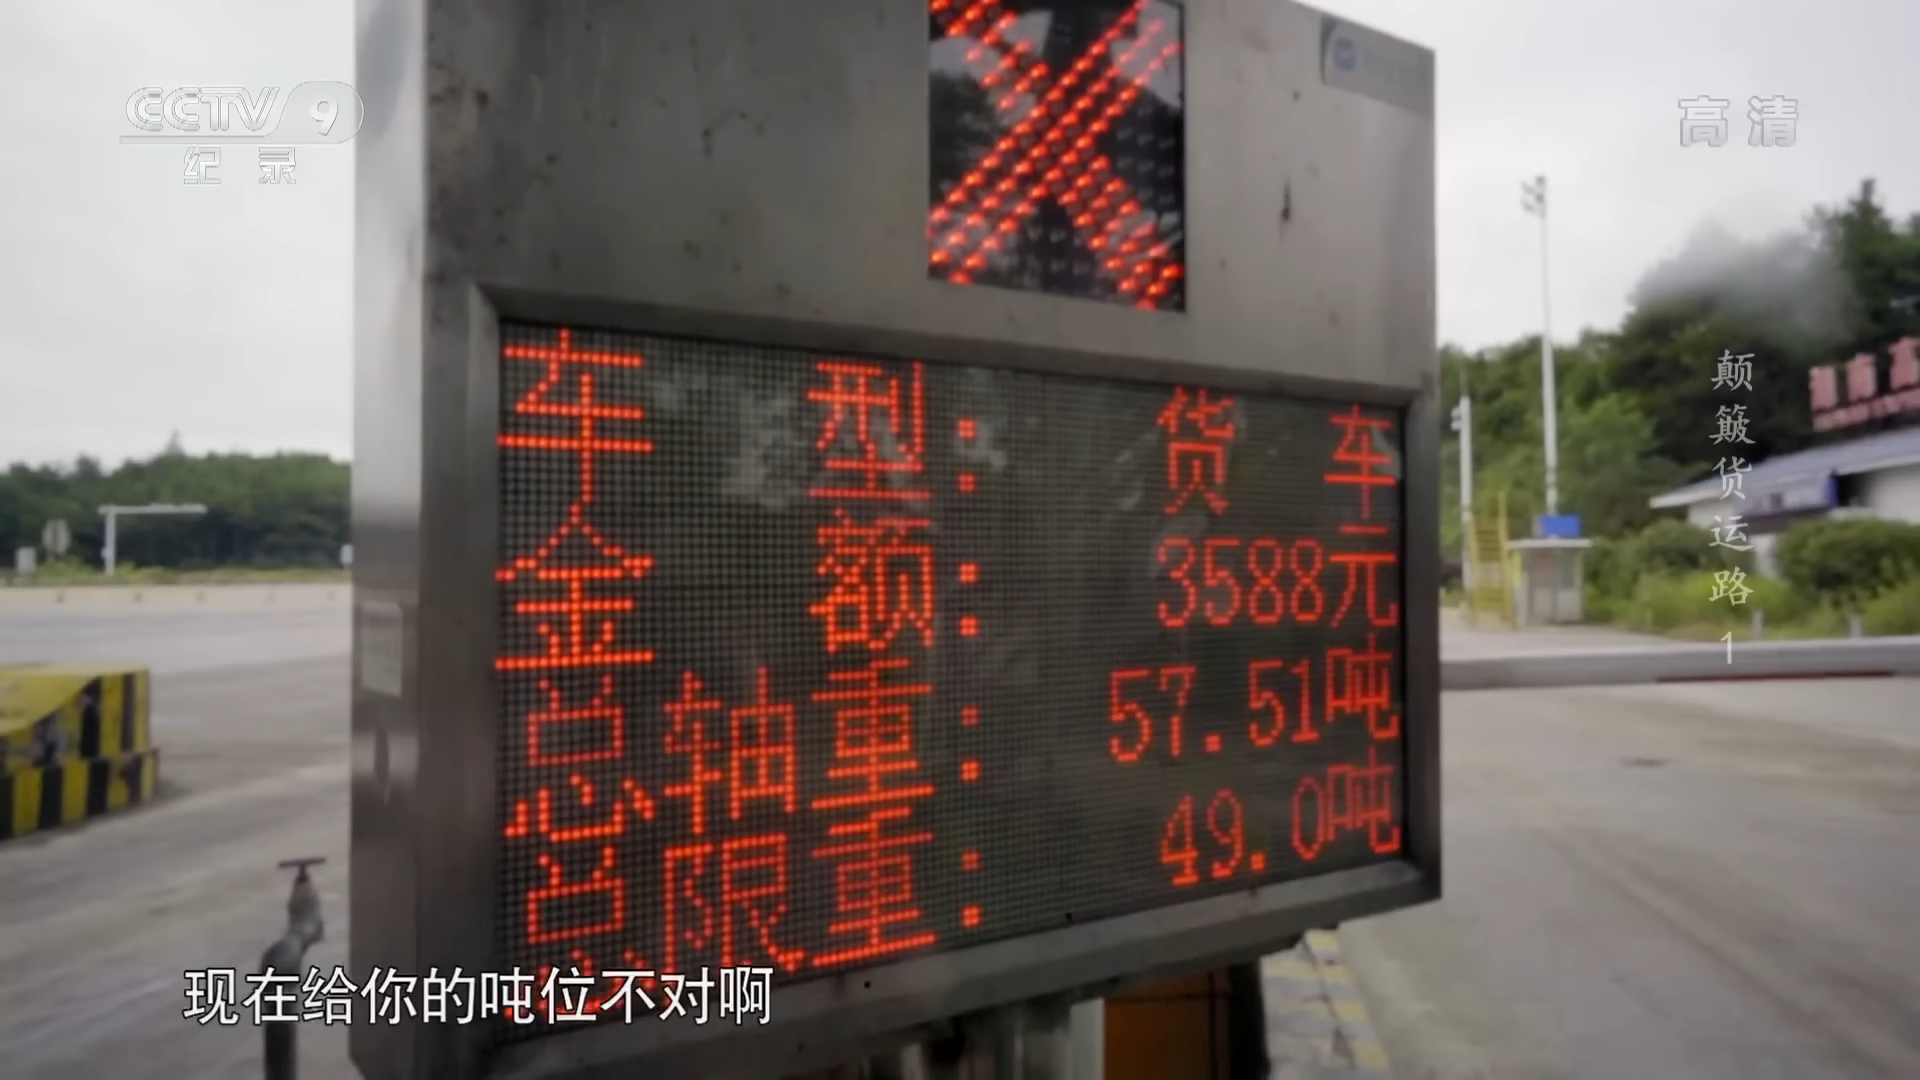 CCTV 9
纪录
高清
车型：货车
金额：3588元
总轴重：57.51吨
总限重：49.0吨
颠簸货运路 1
现在给你的吨位不对啊